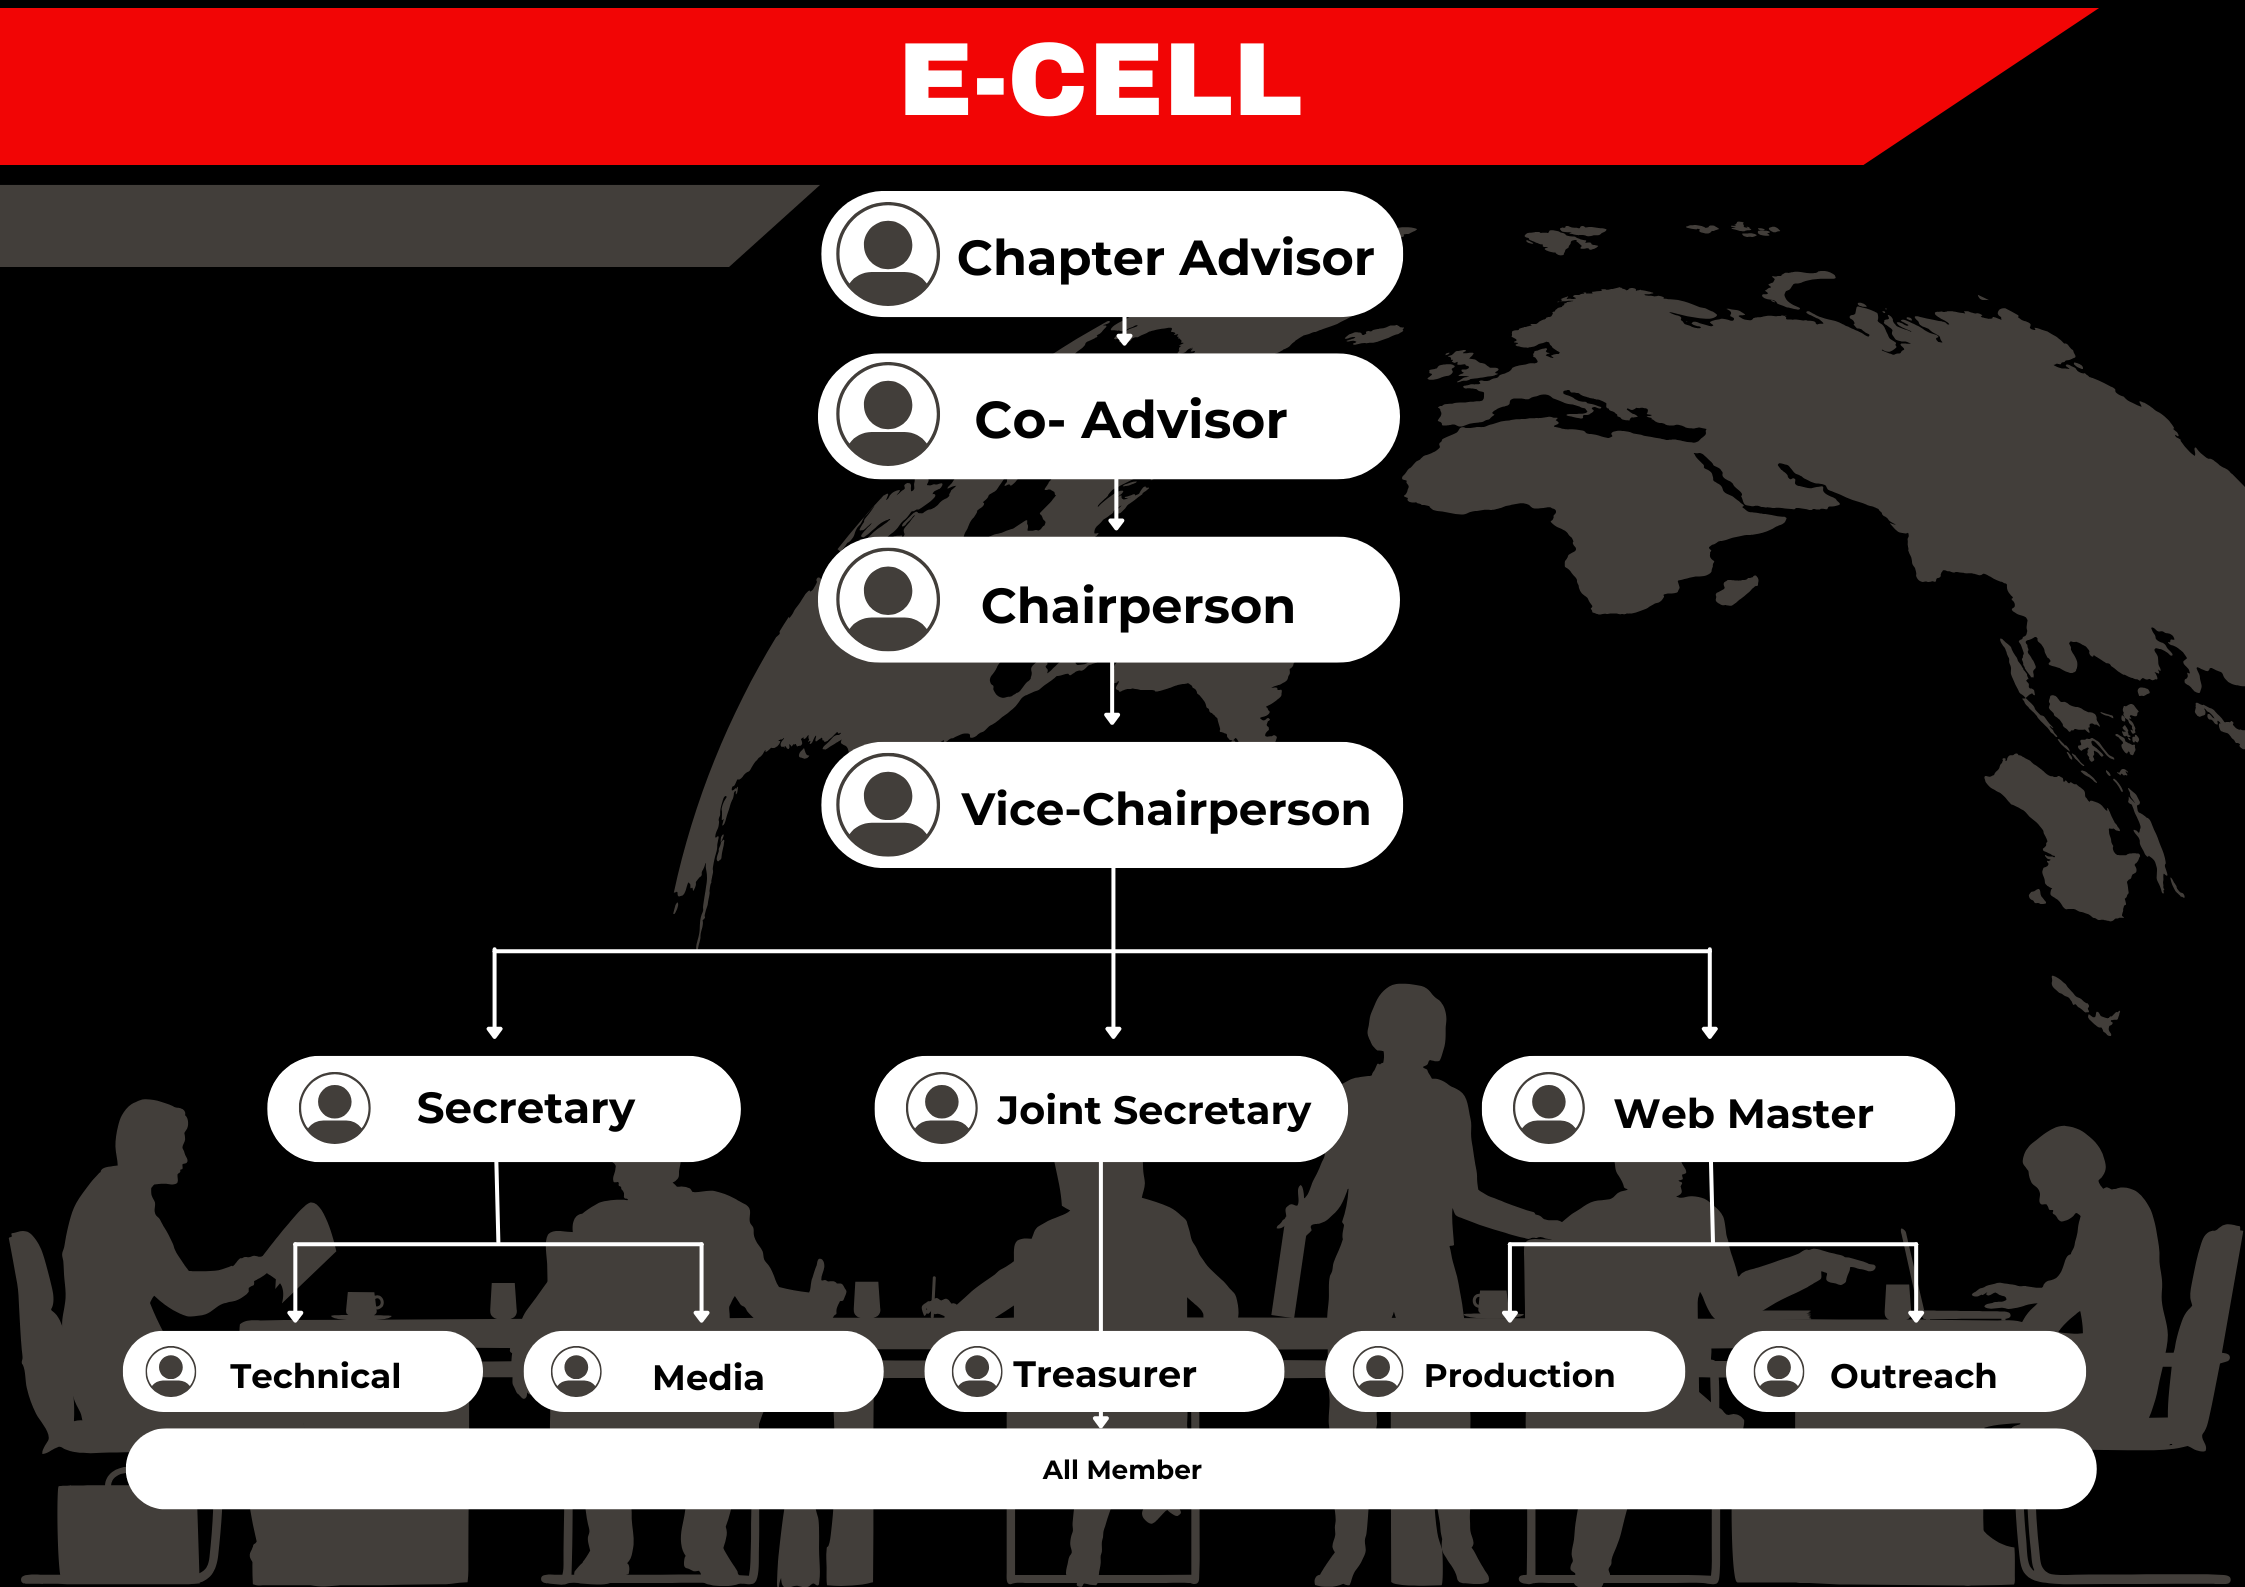 E-CELL
Chapter Advisor
Co- Advisor
Chairperson
Vice-Chairperson
Secretary
Joint Secretary
Web Master
Technical
Media
Treasurer
Production
Outreach
All Member